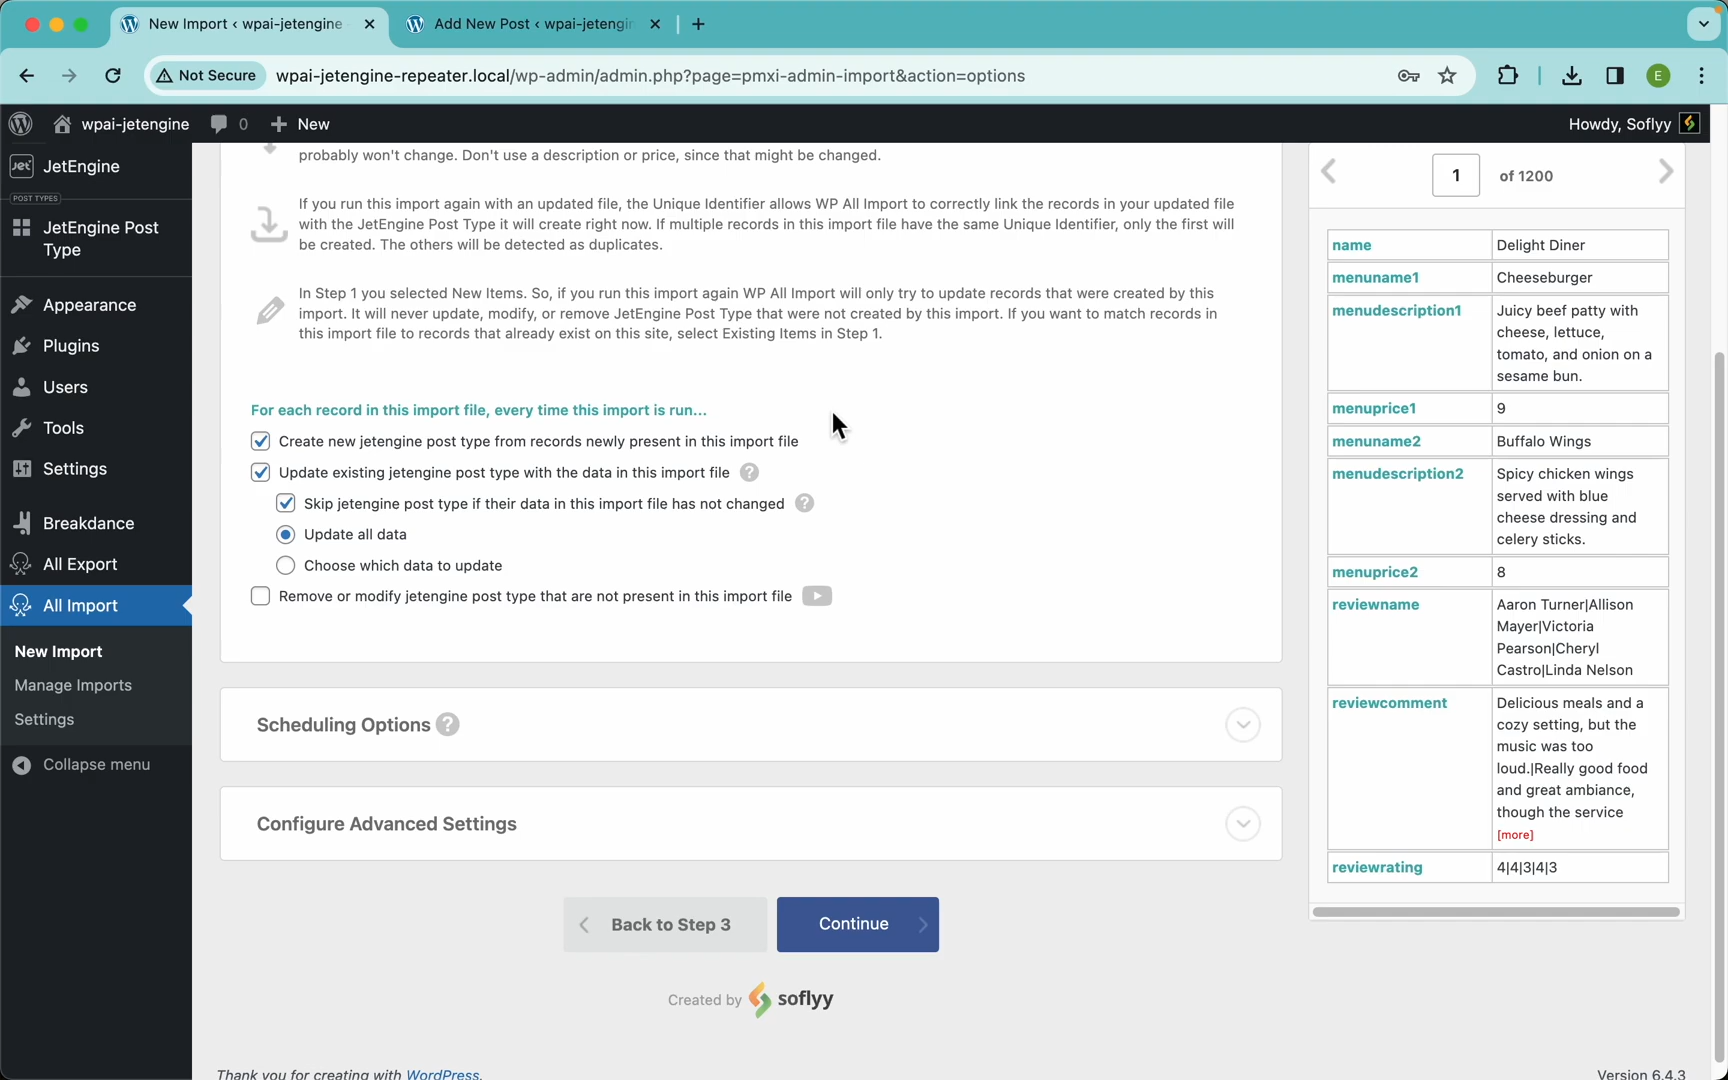 New Import ‹ wpai-jetengine
Add New Post ‹ wpai-jetengin
Not Secure
wpai-jetengine-repeater.local/wp-admin/admin.php?page=pmxi-admin-import&action=options
E
wpai-jetengine
0
New
Howdy, Soflyy
JetEngine
POST TYPES
JetEngine Post
Type
Appearance
Plugins
Users
Tools
Settings
Breakdance
All Export
All Import
New Import
Manage Imports
Settings
Collapse menu
probably won't change. Don't use a description or price, since that might be changed.
If you run this import again with an updated file, the Unique Identifier allows WP All Import to correctly link the records in your updated file
with the JetEngine Post Type it will create right now. If multiple records in this import file have the same Unique Identifier, only the first will
be created. The others will be detected as duplicates.
In Step 1 you selected New Items. So, if you run this import again WP All Import will only try to update records that were created by this
import. It will never update, modify, or remove JetEngine Post Type that were not created by this import. If you want to match records in
this import file to records that already exist on this site, select Existing Items in Step 1.
For each record in this import file, every time this import is run...
Create new jetengine post type from records newly present in this import file
Update existing jetengine post type with the data in this import file ?
Skip jetengine post type if their data in this import file has not changed ?
Update all data
Choose which data to update
Remove or modify jetengine post type that are not present in this import file
Scheduling Options ?
Configure Advanced Settings
Back to Step 3
Continue
Created by soflyy
Thank you for creating with WordPress.
Version 6.4.3
1 of 1200
name
Delight Diner
menuname1
Cheeseburger
menudescription1
Juicy beef patty with
cheese, lettuce,
tomato, and onion on a
sesame bun.
menuprice1
9
menuname2
Buffalo Wings
menudescription2
Spicy chicken wings
served with blue
cheese dressing and
celery sticks.
menuprice2
8
reviewname
Aaron Turner|Allison
Mayer|Victoria
Pearson|Cheryl
Castro|Linda Nelson
reviewcomment
Delicious meals and a
cozy setting, but the
music was too
loud.|Really good food
and great ambiance,
though the service
[more]
reviewrating
4|4|3|4|3